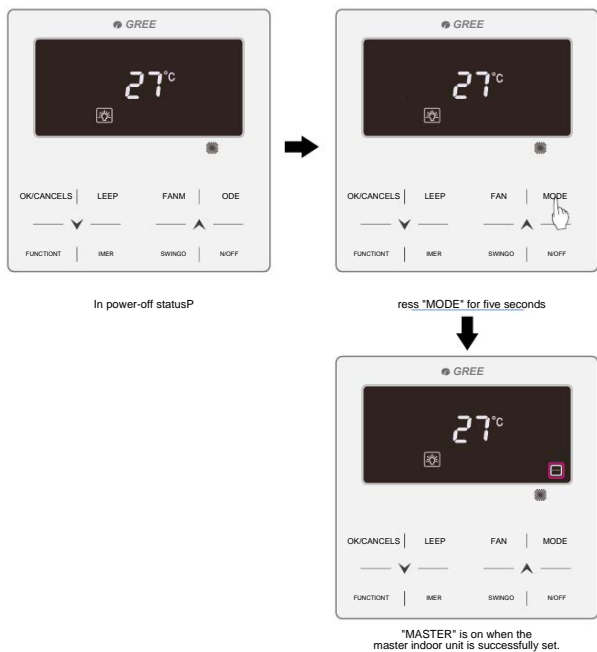 GREE
27°C
OK/CANCELS LEEP FANM ODE
FUNCTIONT IMER SWINGO N/OFF
In power-off statusP
GREE
27°C
OK/CANCELS LEEP FAN MODE
FUNCTIONT IMER SWINGO N/OFF
ress "MODE" for five seconds
GREE
27°C
OK/CANCELS LEEP FAN MODE
FUNCTIONT IMER SWINGO N/OFF
"MASTER" is on when the
master indoor unit is successfully set.